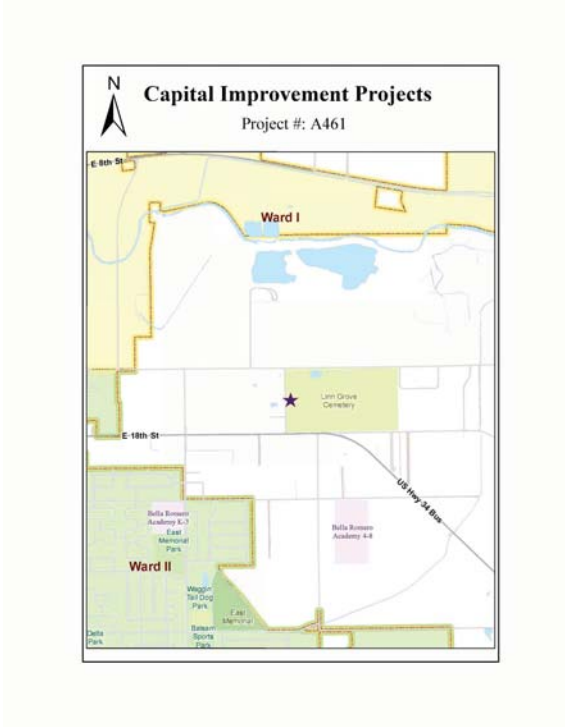 N
Capital Improvement Projects
Project #: A461
E 8th St
Ward I
Linn Grove
Cemetery
E 18th St
US Hwy 34 Bus
Bella Romero
Academy K-3
East
Memorial
Park
Bella Romero
Academy 4-8
Ward II
Waggin
Tail Dog
Park
East
Memorial
Delta
Park
Balsam
Sports
Park